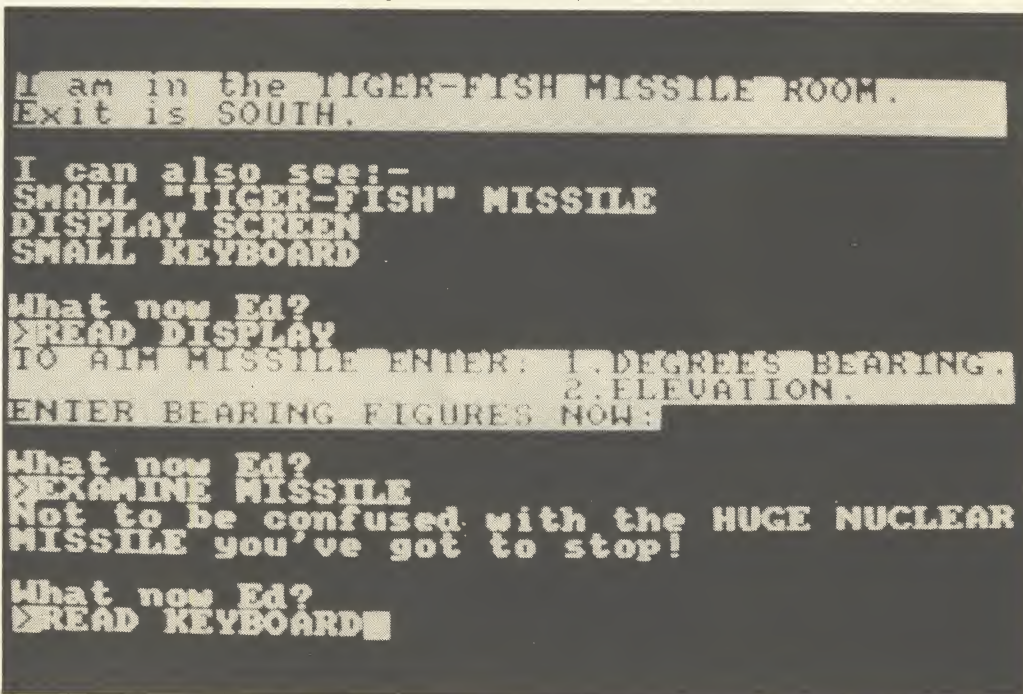 I am in the TIGER-FISH MISSILE ROOM.
Exit is SOUTH.
I can also see:-
SMALL "TIGER-FISH" MISSILE
DISPLAY SCREEN
SMALL KEYBOARD
What now Ed?
>READ DISPLAY
TO AIM MISSILE ENTER: 1.DEGREES BEARING.
2.ELEVATION.
ENTER BEARING FIGURES NOW:
What now Ed?
>EXAMINE MISSILE
Not to be confused with the HUGE NUCLEAR
MISSILE you've got to stop!
What now Ed?
>READ KEYBOARD